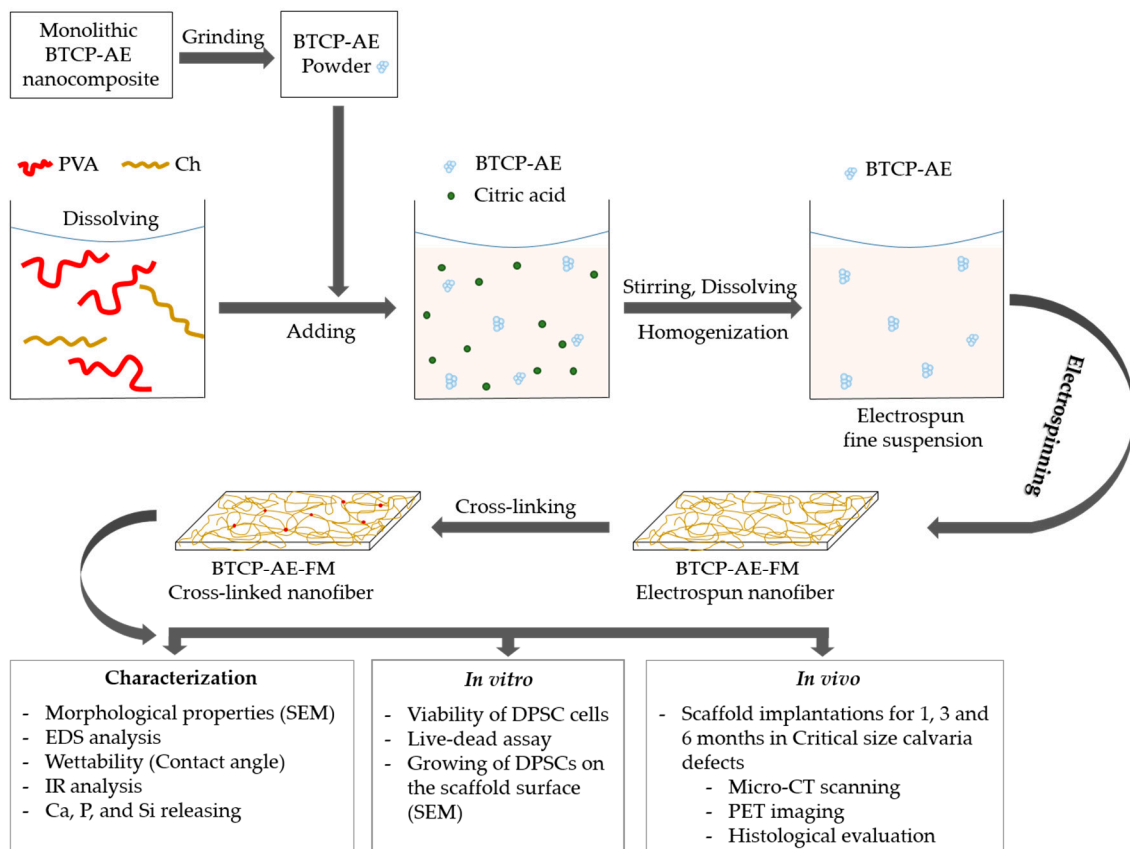 Monolithic
BTCP-AE
nanocomposite
Grinding
BTCP-AE
Powder
PVA
Ch
Dissolving
Adding
BTCP-AE
Citric acid
Stirring, Dissolving
Homogenization
BTCP-AE
Electrospun
fine suspension
Electrospinning
BTCP-AE-FM
Electrospun nanofiber
Cross-linking
BTCP-AE-FM
Cross-linked nanofiber
Characterization
- Morphological properties (SEM)
- EDS analysis
- Wettability (Contact angle)
- IR analysis
- Ca, P, and Si releasing
In vitro
- Viability of DPSC cells
- Live-dead assay
- Growing of DPSCs on
the scaffold surface
(SEM)
In vivo
- Scaffold implantations for 1, 3 and
6 months in Critical size calvaria
defects
- Micro-CT scanning
- PET imaging
- Histological evaluation